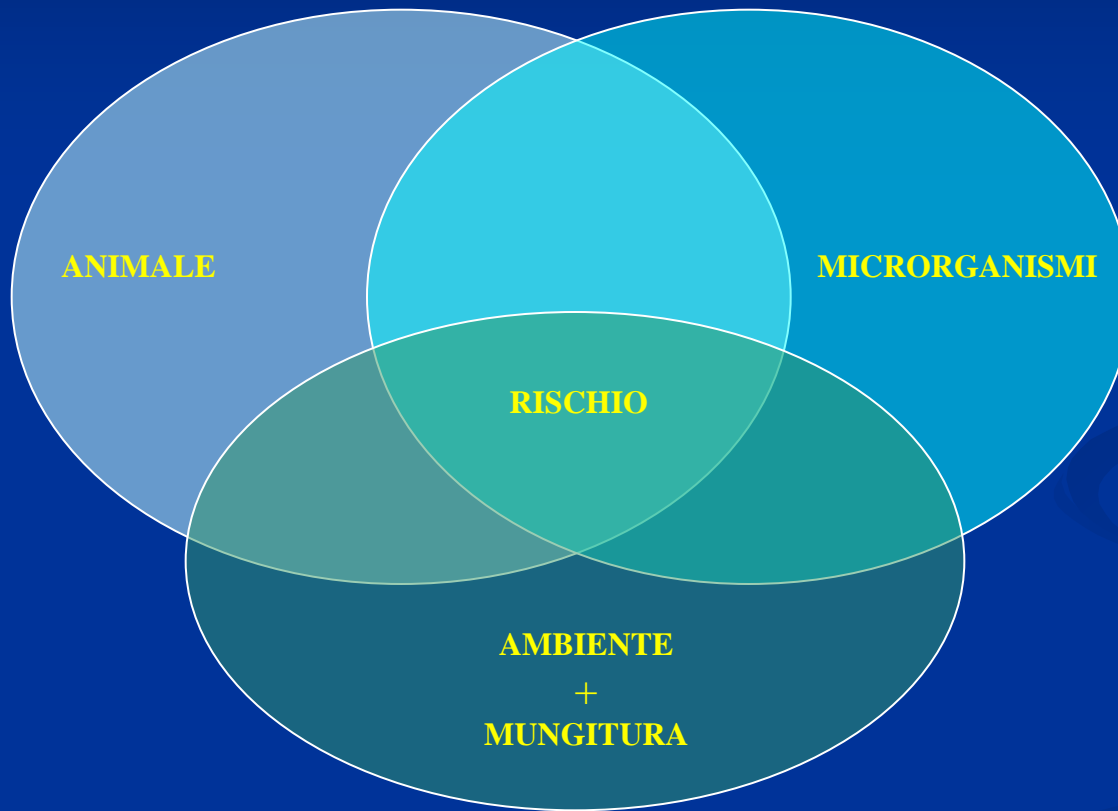 ANIMALE
MICRORGANISMI
RISCHIO
AMBIENTE
+
MUNGITURA